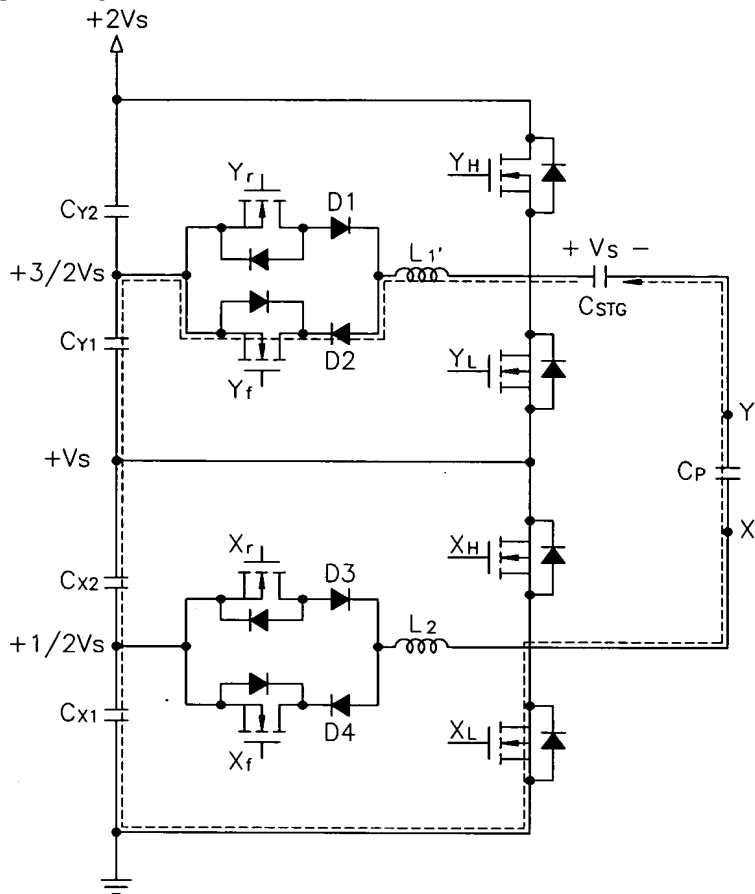 +2Vs
YH
Yr
D1
CY2
L1'
+ Vs −
+3/2Vs
CSTG
CY1
D2
YL
Yf
Y
+Vs
CP
X
Xr
XH
D3
CX2
L2
+1/2Vs
CX1
D4
XL
Xf